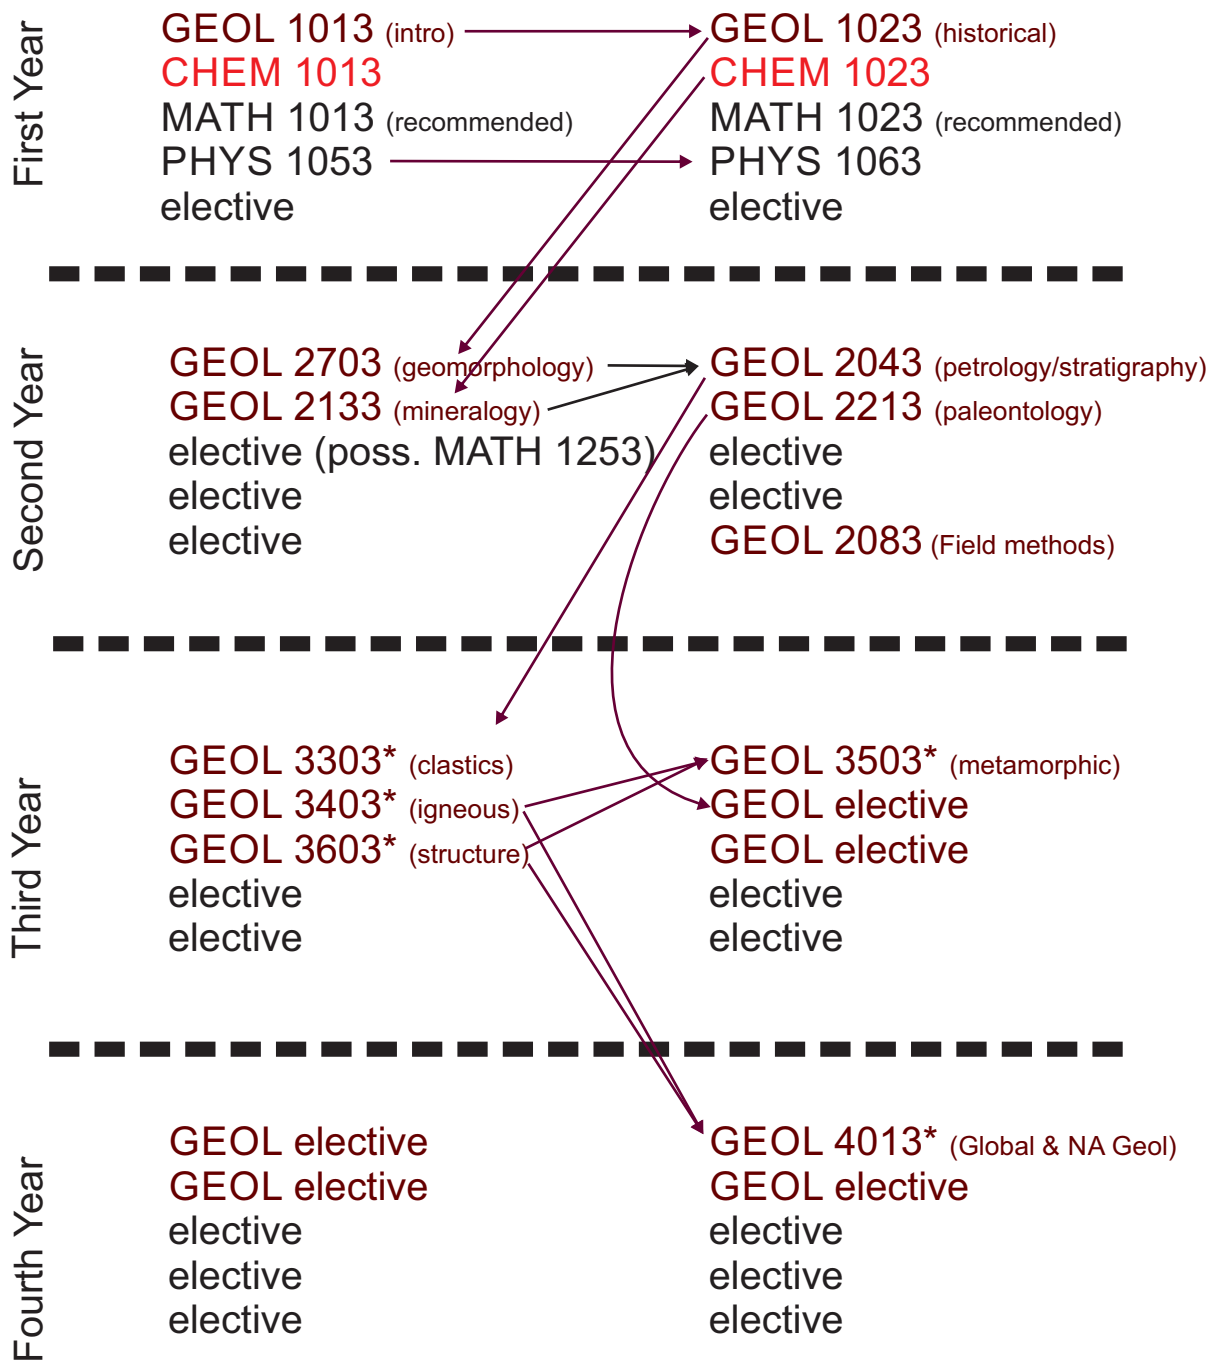 First Year
GEOL 1013 (intro)
CHEM 1013
MATH 1013 (recommended)
PHYS 1053
elective
GEOL 1023 (historical)
CHEM 1023
MATH 1023 (recommended)
PHYS 1063
elective
Second Year
GEOL 2703 (geomorphology)
GEOL 2133 (mineralogy)
elective (poss. MATH 1253)
elective
elective
GEOL 2043 (petrology/stratigraphy)
GEOL 2213 (paleontology)
elective
elective
GEOL 2083 (Field methods)
Third Year
GEOL 3303* (clastics)
GEOL 3403* (igneous)
GEOL 3603* (structure)
elective
elective
GEOL 3503* (metamorphic)
GEOL elective
GEOL elective
elective
elective
Fourth Year
GEOL elective
GEOL elective
elective
elective
elective
GEOL 4013* (Global & NA Geol)
GEOL elective
elective
elective
elective